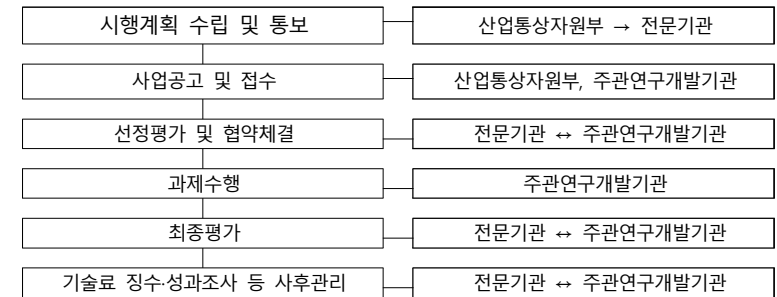 시행계획 수립 및 통보
산업통상자원부 → 전문기관
사업공고 및 접수
산업통상자원부, 주관연구개발기관
선정평가 및 협약체결
전문기관 ↔ 주관연구개발기관
과제수행
주관연구개발기관
최종평가
전문기관 ↔ 주관연구개발기관
기술료 징수·성과조사 등 사후관리
전문기관 ↔ 주관연구개발기관